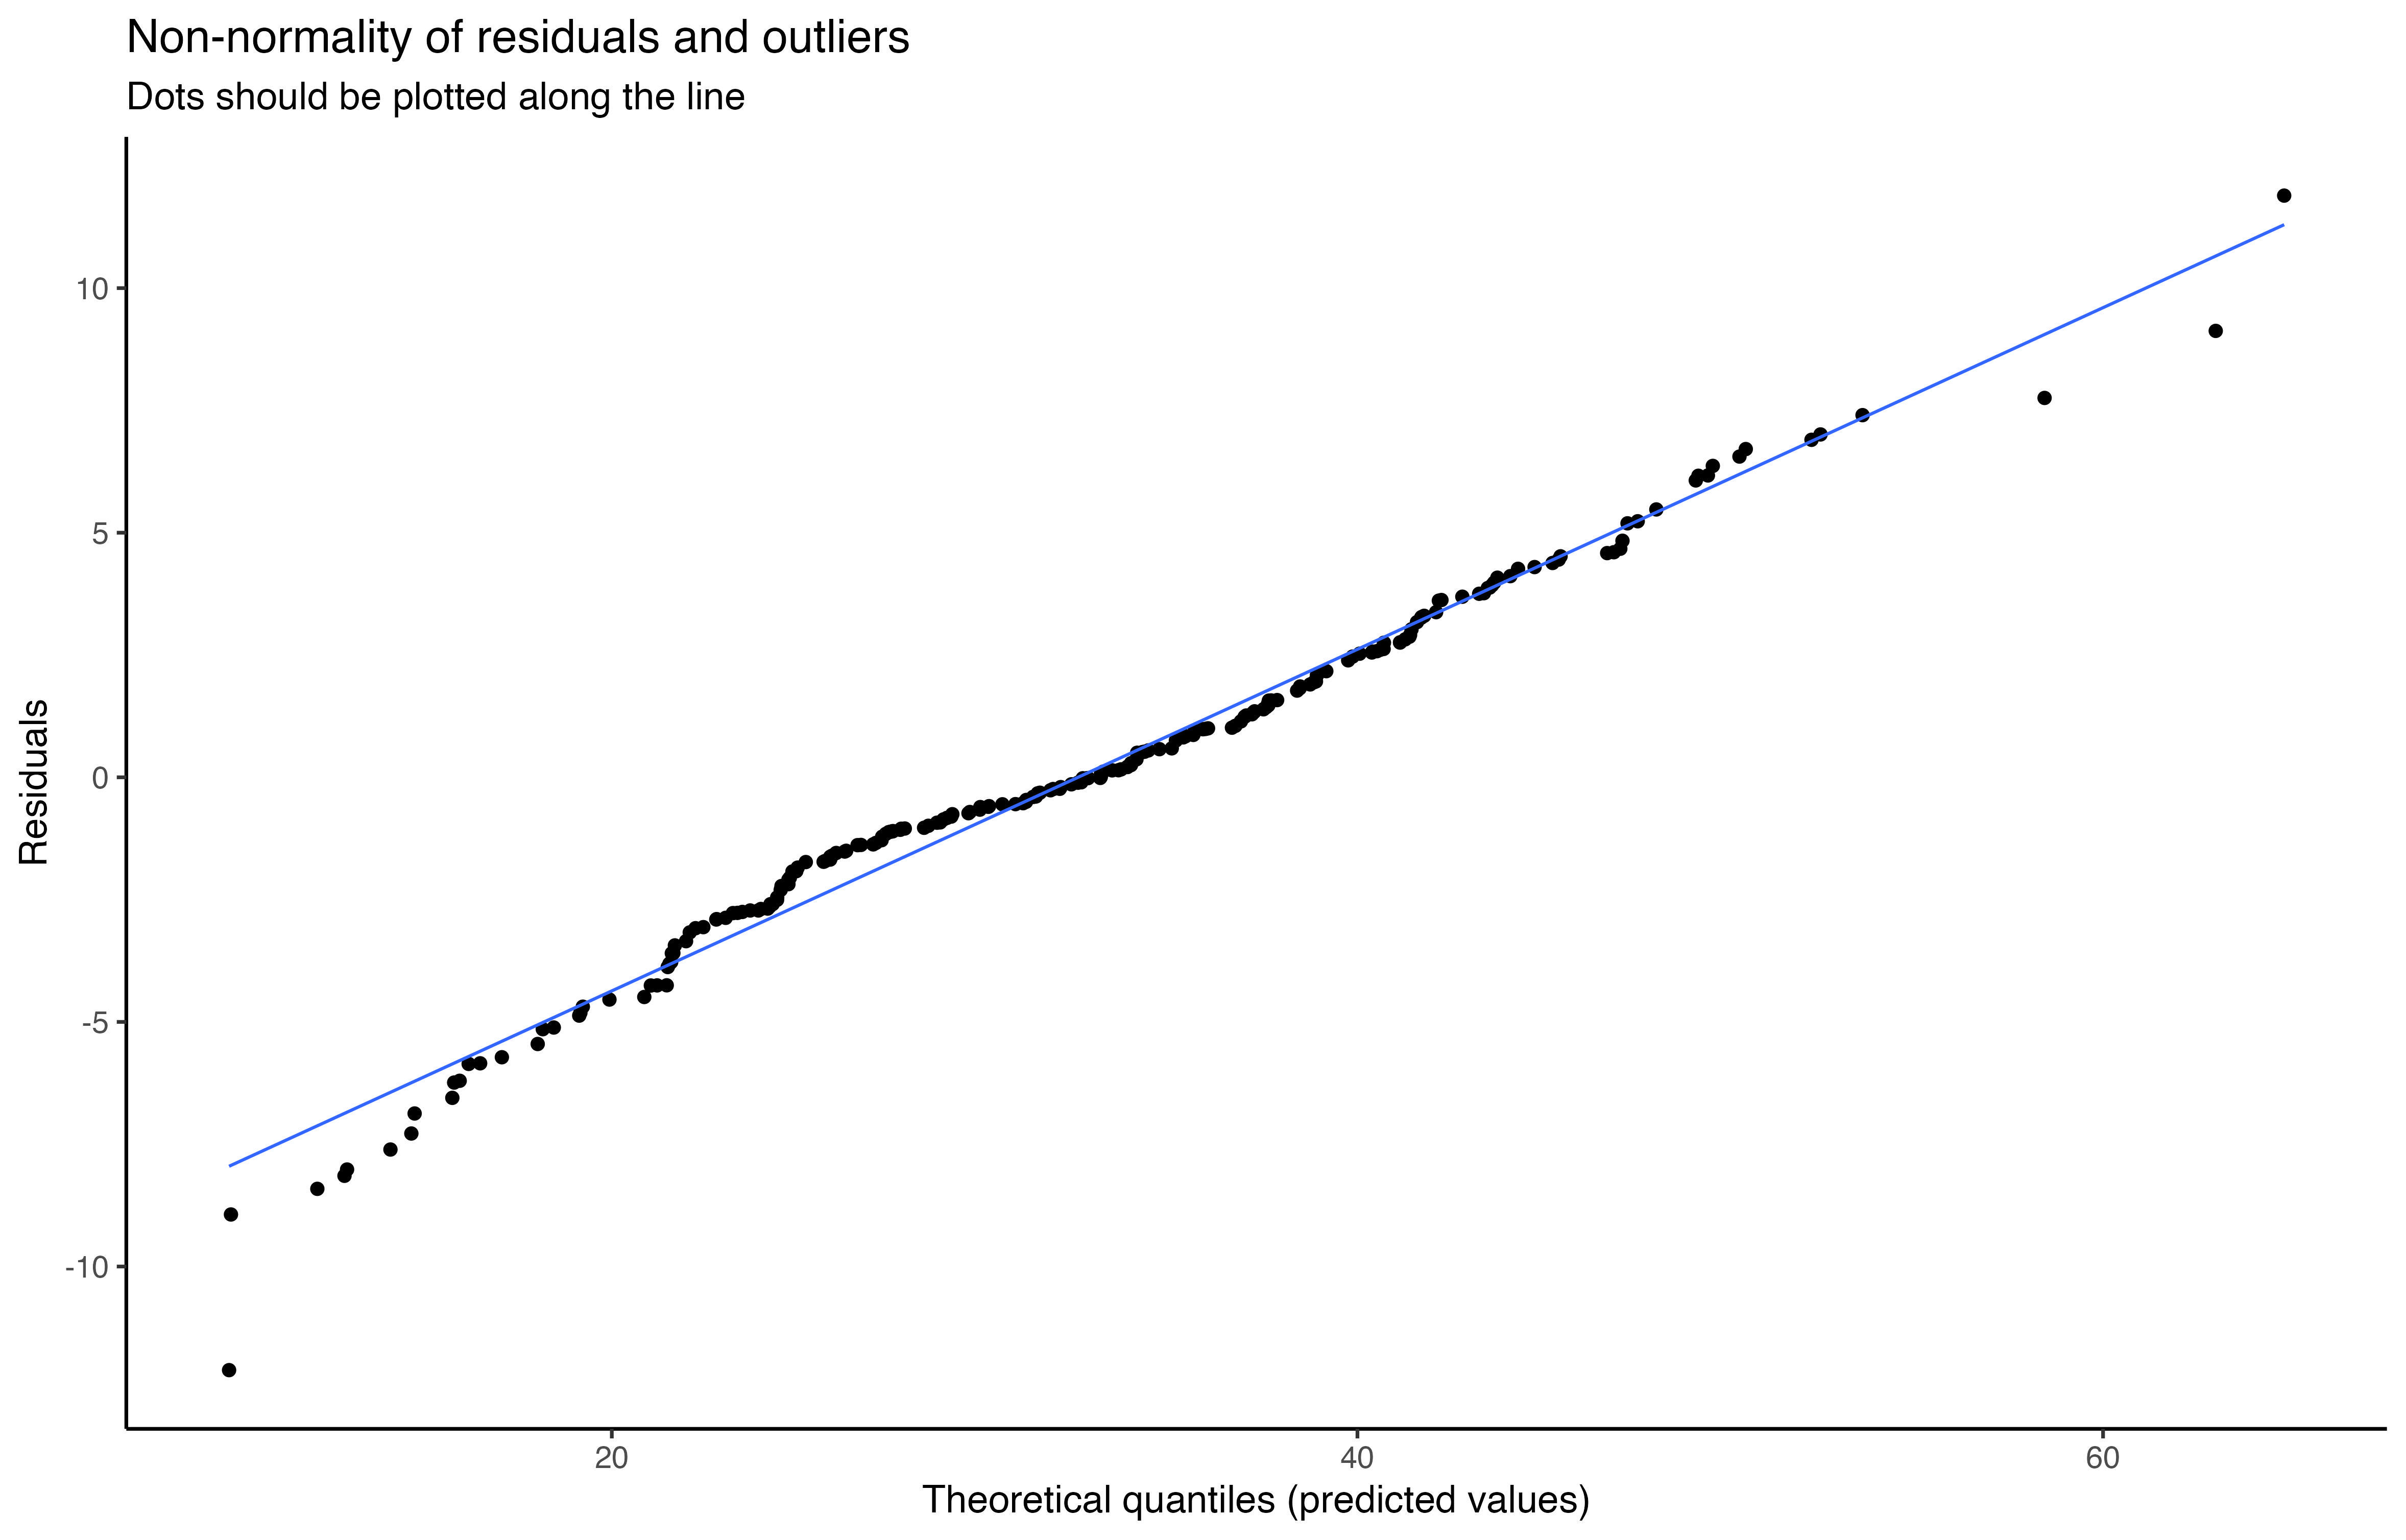 Non-normality of residuals and outliers
Dots should be plotted along the line
10
5
0
-5
-10
Residuals
20
40
60
Theoretical quantiles (predicted values)